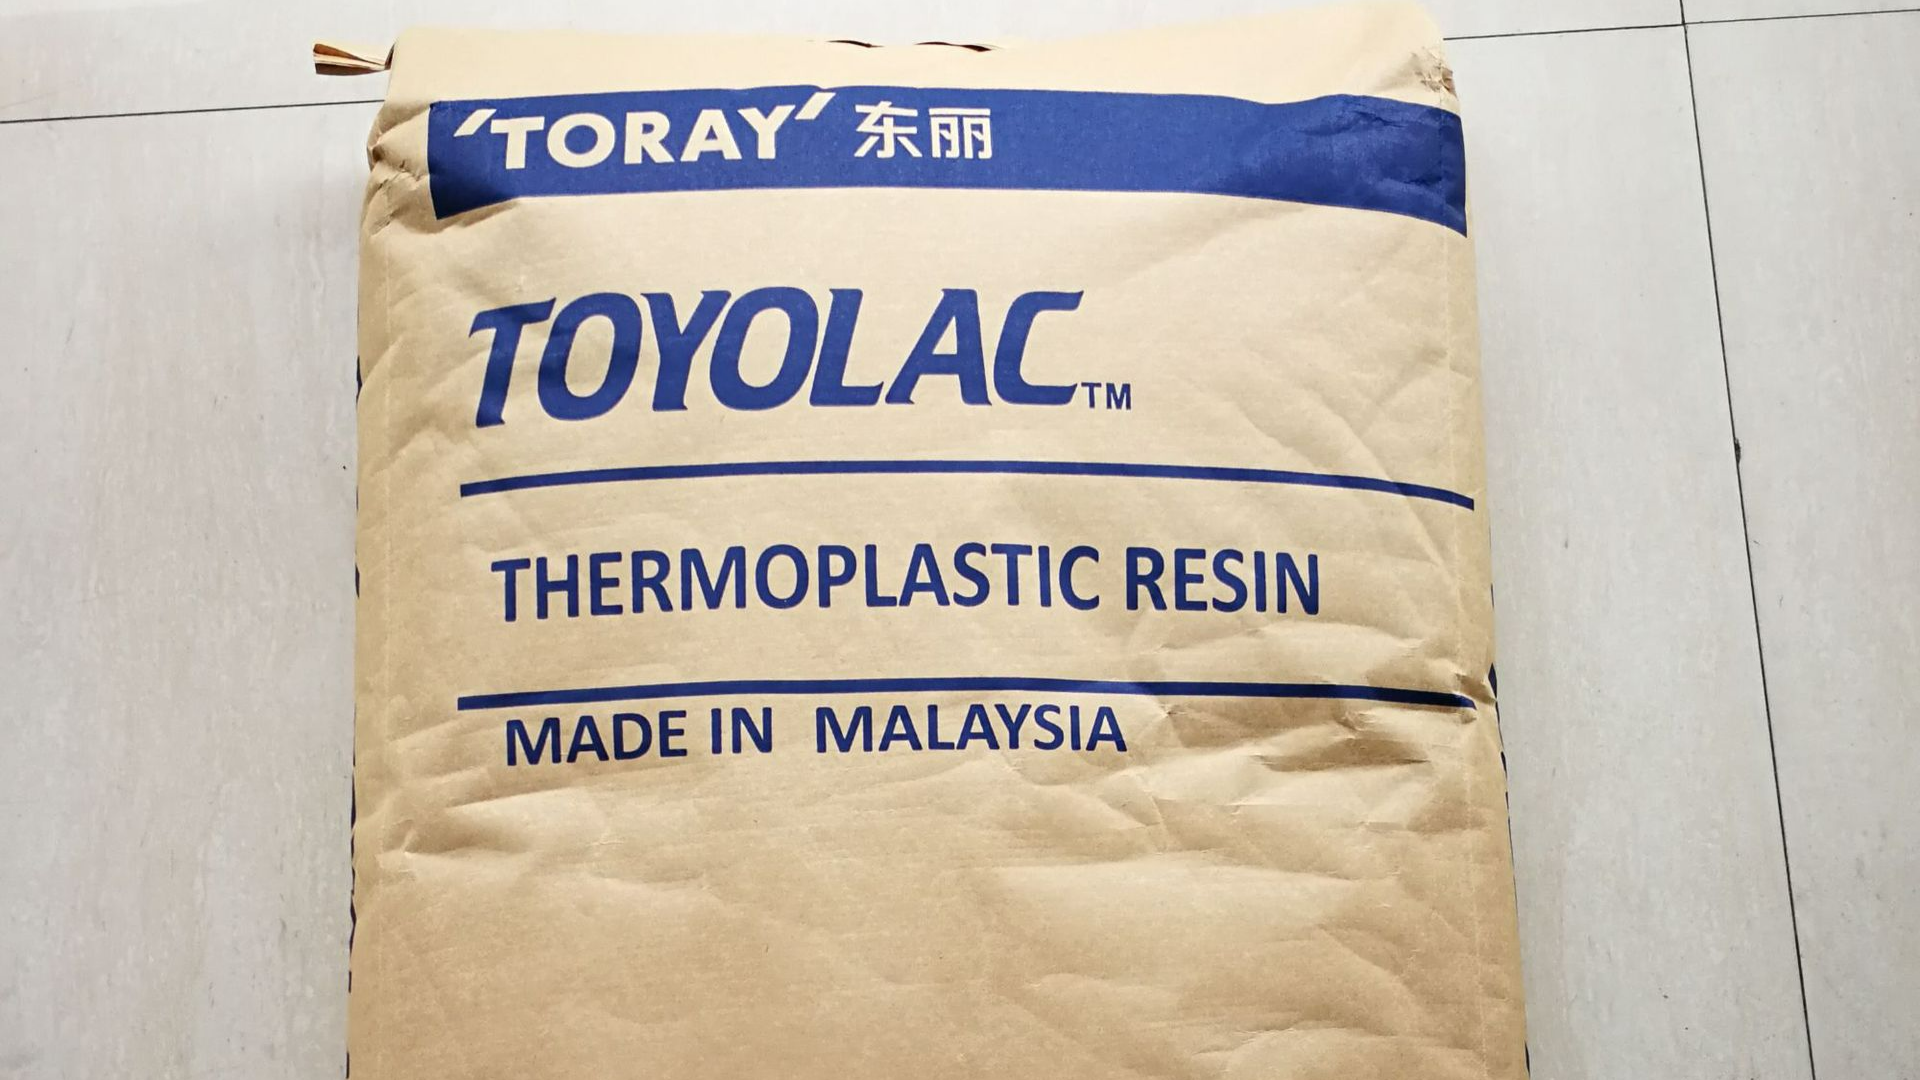 'TORAY' 东丽
TOYOLAC™
THERMOPLASTIC RESIN
MADE IN MALAYSIA